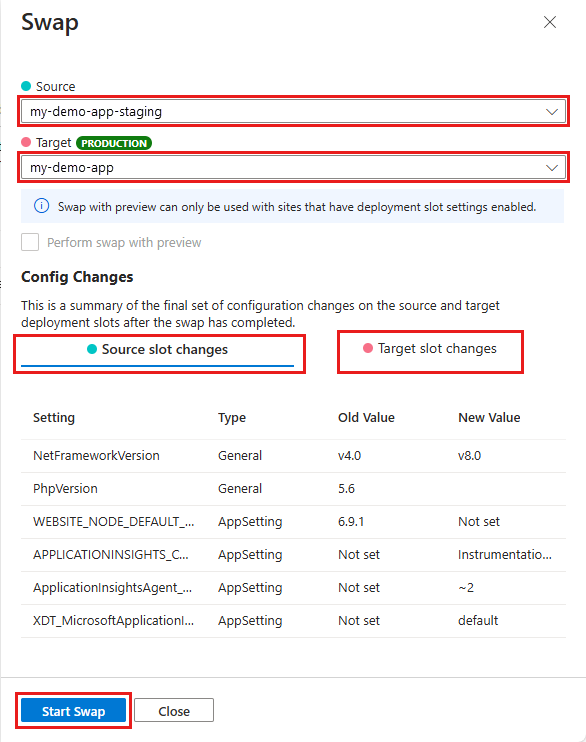 Swap
Source
my-demo-app-staging
Target PRODUCTION
my-demo-app
Swap with preview can only be used with sites that have deployment slot settings enabled.
Perform swap with preview
Config Changes
This is a summary of the final set of configuration changes on the source and target
deployment slots after the swap has completed.
Source slot changes Target slot changes
Setting Type Old Value New Value
NetFrameworkVersion General v4.0 v8.0
PhpVersion General 5.6
WEBSITE_NODE_DEFAULT_... AppSetting 6.9.1 Not set
APPLICATIONINSIGHTS_C... AppSetting Not set Instrumentatio...
ApplicationInsightsAgent_... AppSetting Not set ~2
XDT_MicrosoftApplicationI... AppSetting Not set default
Start Swap Close